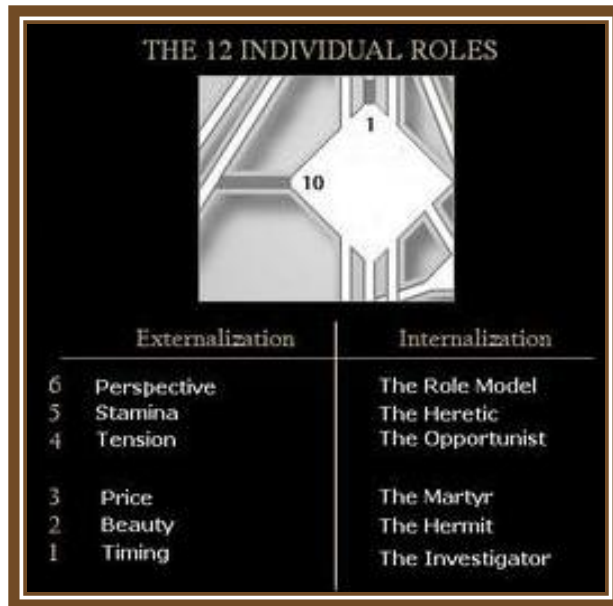 THE 12 INDIVIDUAL ROLES
1
10
Externalization Internalization
6 Perspective The Role Model
5 Stamina The Heretic
4 Tension The Opportunist
3 Price The Martyr
2 Beauty The Hermit
1 Timing The Investigator